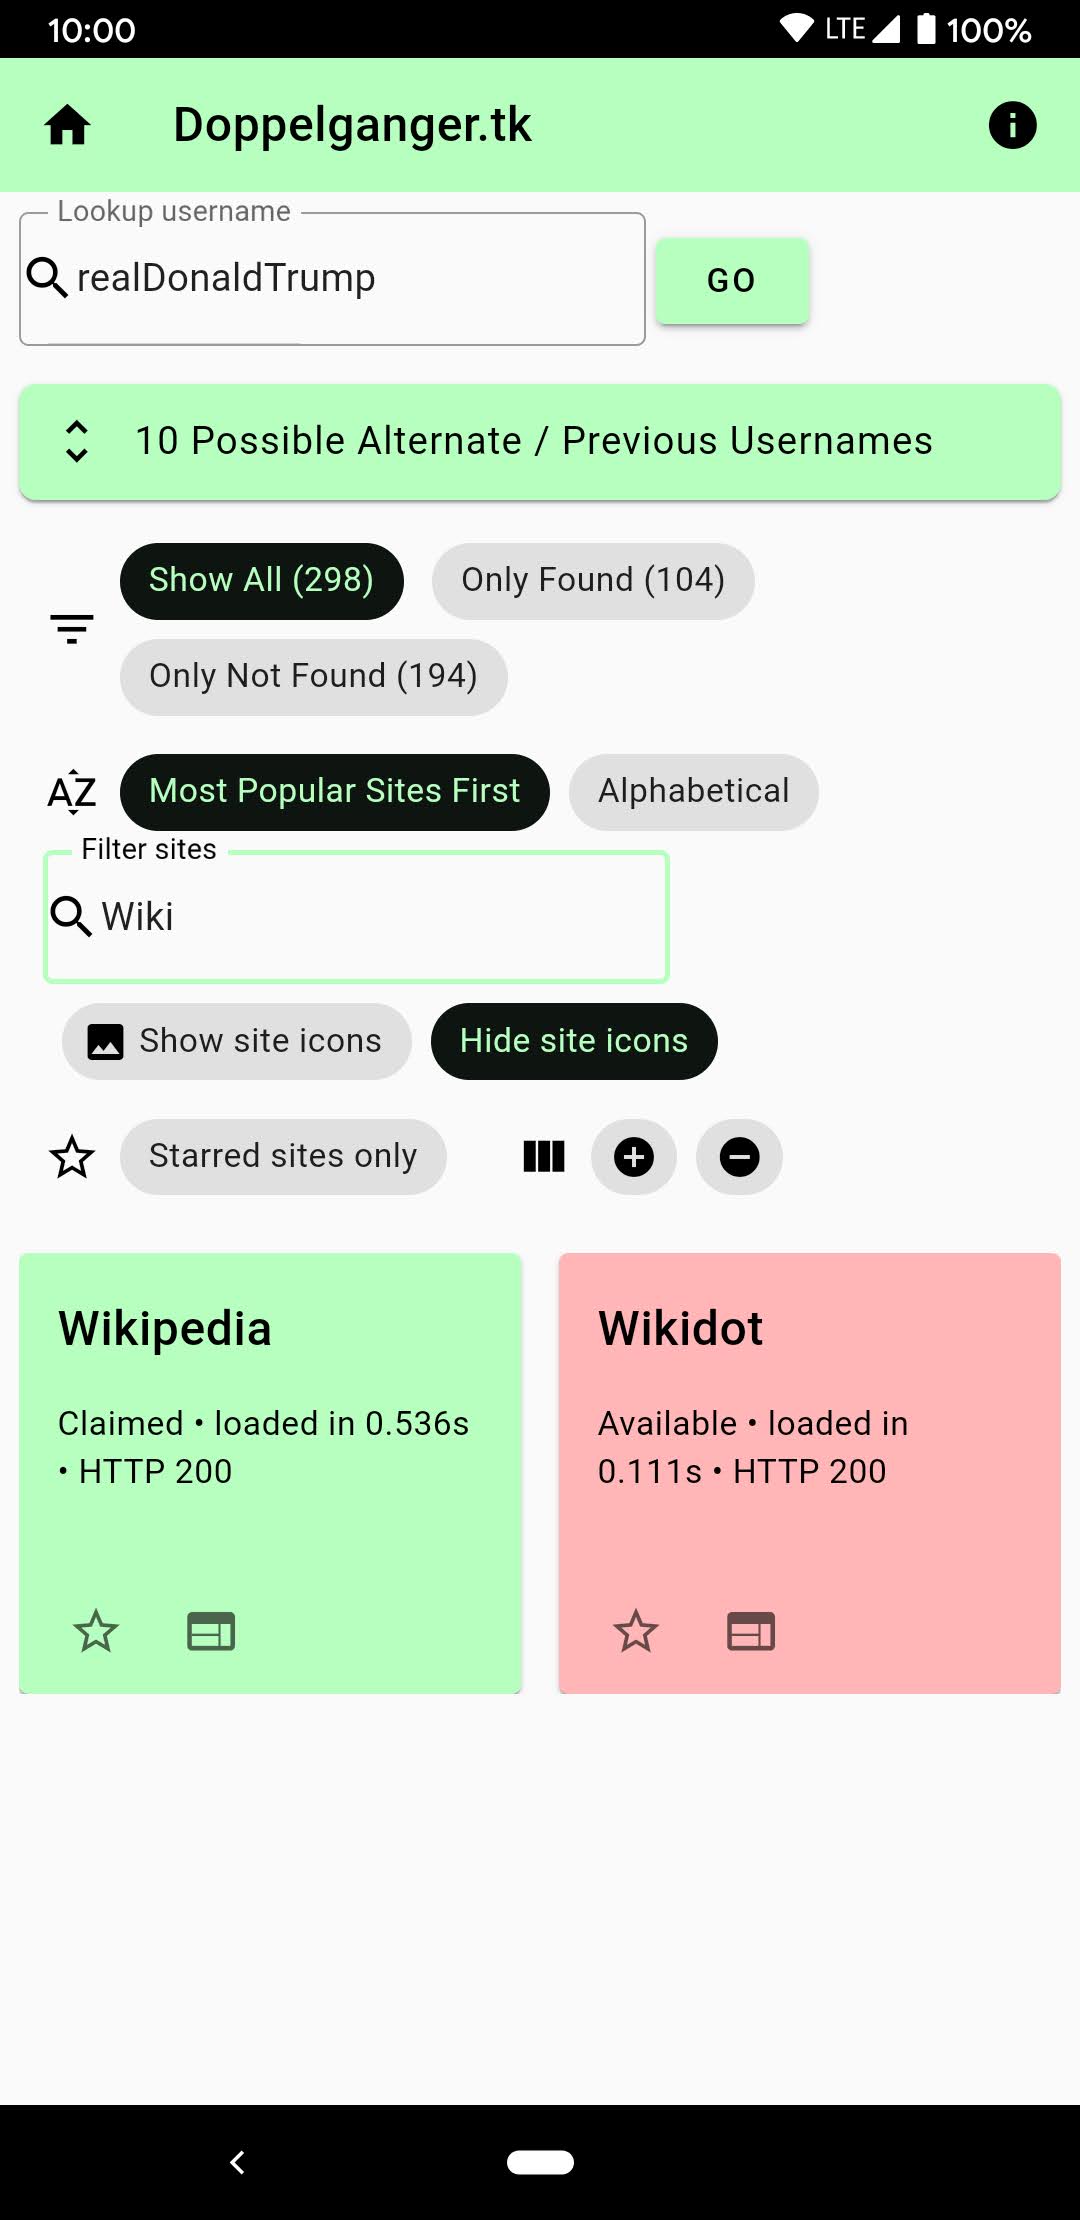 10:00 LTE 100%
Doppelganger.tk
Lookup username
realDonaldTrump
GO
10 Possible Alternate / Previous Usernames
Show All (298) Only Found (104)
Only Not Found (194)
AZ Most Popular Sites First Alphabetical
Filter sites
Wiki
Show site icons Hide site icons
Starred sites only
Wikipedia
Claimed • loaded in 0.536s
• HTTP 200
Wikidot
Available • loaded in
0.111s • HTTP 200